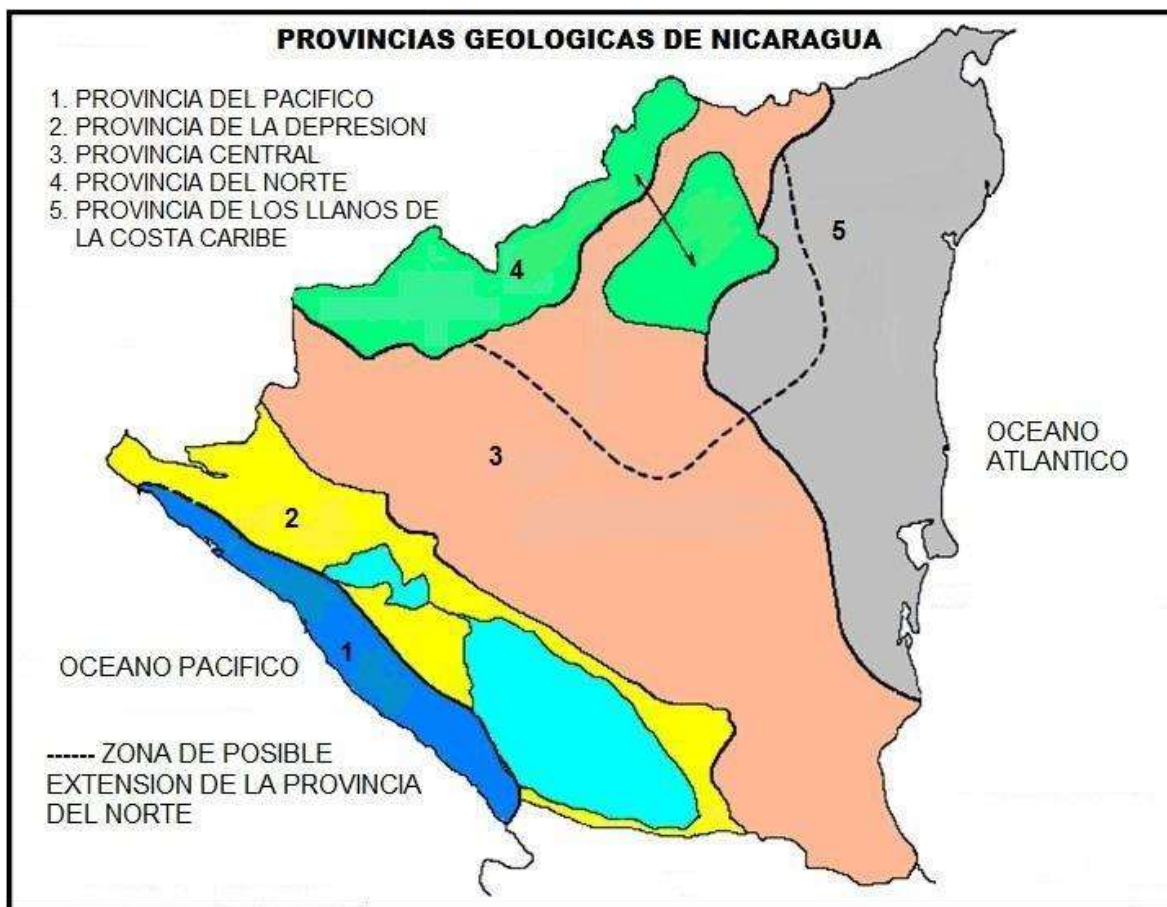 PROVINCIAS GEOLOGICAS DE NICARAGUA
1. PROVINCIA DEL PACIFICO
2. PROVINCIA DE LA DEPRESION
3. PROVINCIA CENTRAL
4. PROVINCIA DEL NORTE
5. PROVINCIA DE LOS LLANOS DE
LA COSTA CARIBE
5
4
OCEANO
ATLANTICO
3
2
1
OCEANO PACIFICO
------ ZONA DE POSIBLE
EXTENSION DE LA PROVINCIA
DEL NORTE